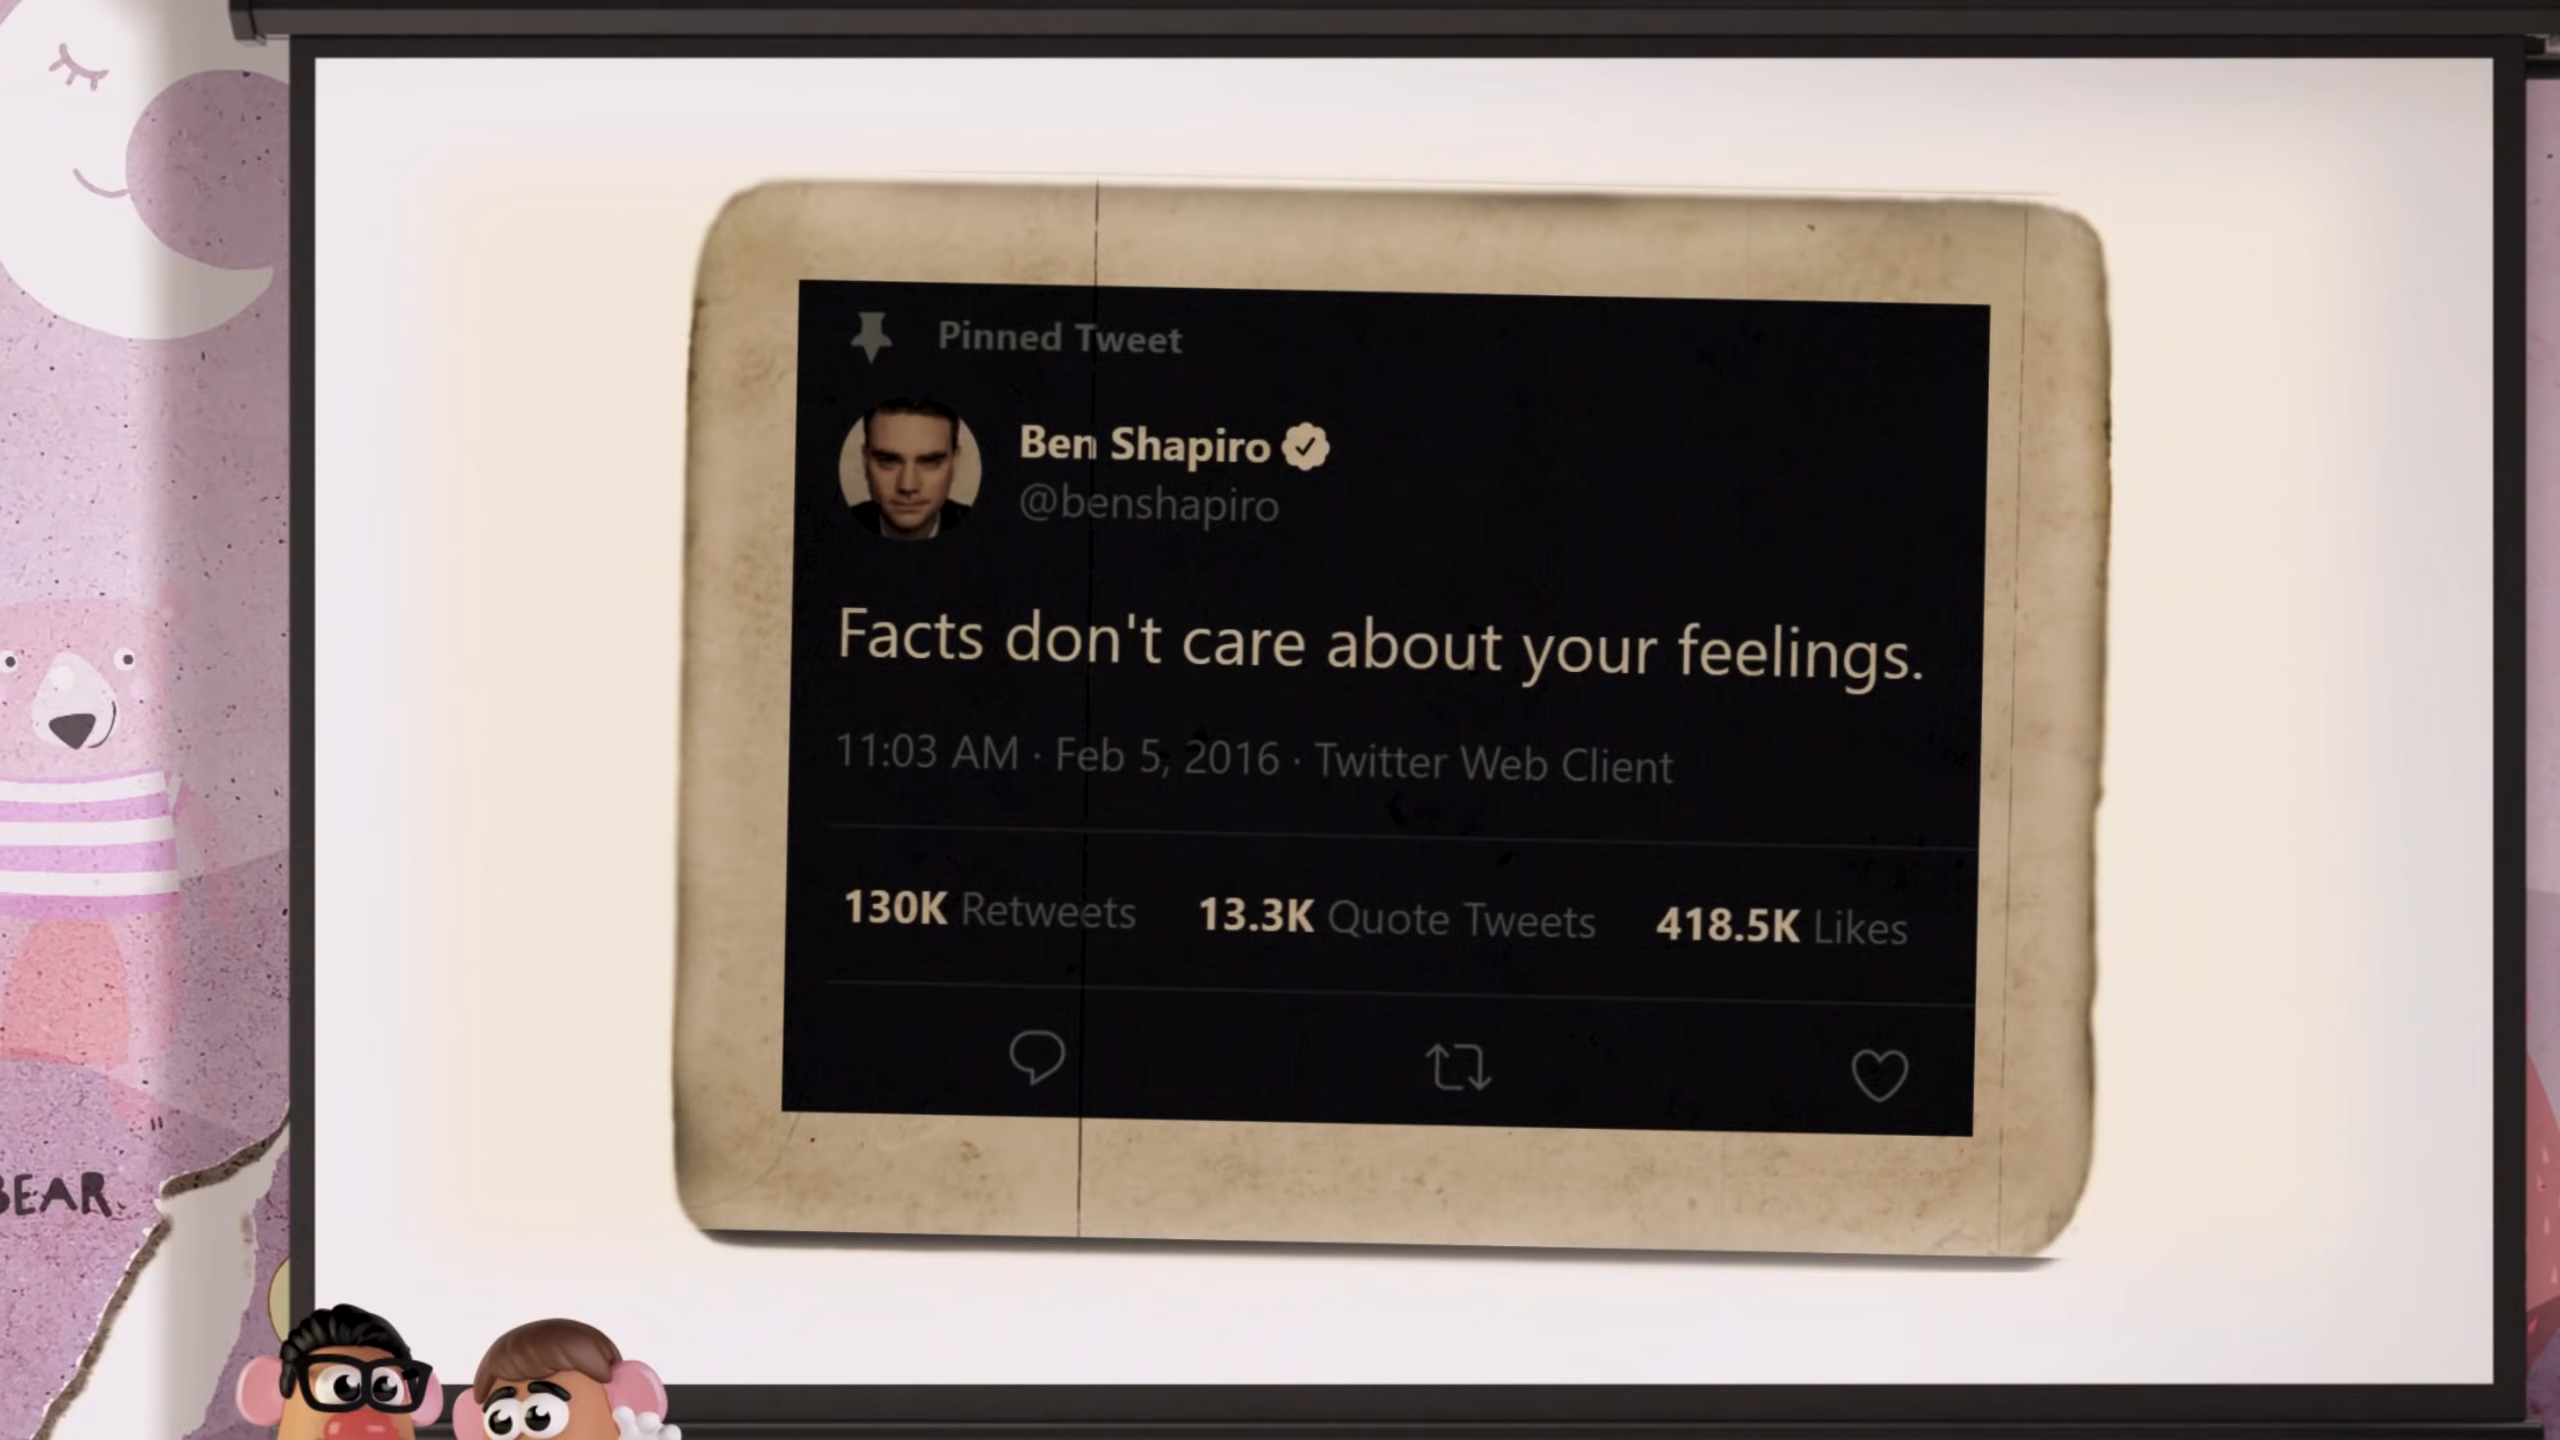 Pinned Tweet
Ben Shapiro
@benshapiro
Facts don't care about your feelings.
11:03 AM · Feb 5, 2016 · Twitter Web Client
130K Retweets 13.3K Quote Tweets 418.5K Likes
BEAR